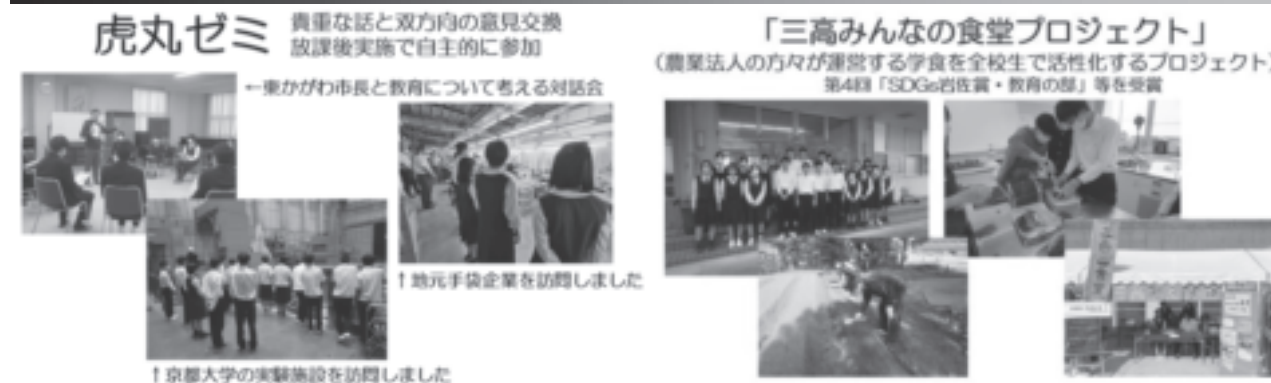 虎丸ゼミ
貴重な話と双方向の意見交換
放課後実施で自主的に参加
←東かがわ市長と教育について考える対話会
↑地元手袋企業を訪問しました
↑京都大学の実験施設を訪問しました
「三高みんなの食堂プロジェクト」
(農業法人の方々が運営する学食を全校生で活性化するプロジェクト)
第4回「SDGs岩佐賞・教育の部」等を受賞